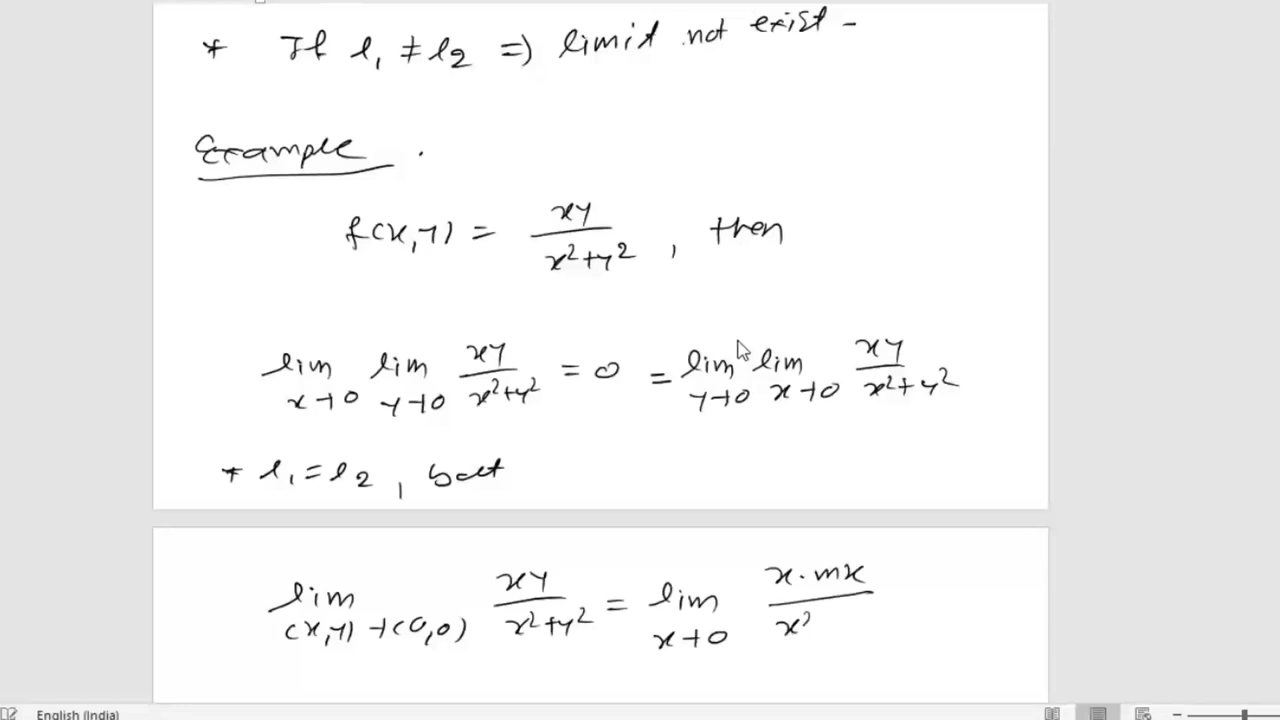 * If l₁ ≠ l₂ ⇒ limit not exist -
Example .
f(x,y) = xy / x²+y² , then
lim x→0 lim y→0 xy / x²+y² = 0 = lim y→0 lim x→0 xy / x²+y²
* l₁ = l₂ , but
lim (x,y)→(0,0) xy / x²+y² = lim x→0 x·mx / x²
English (India)